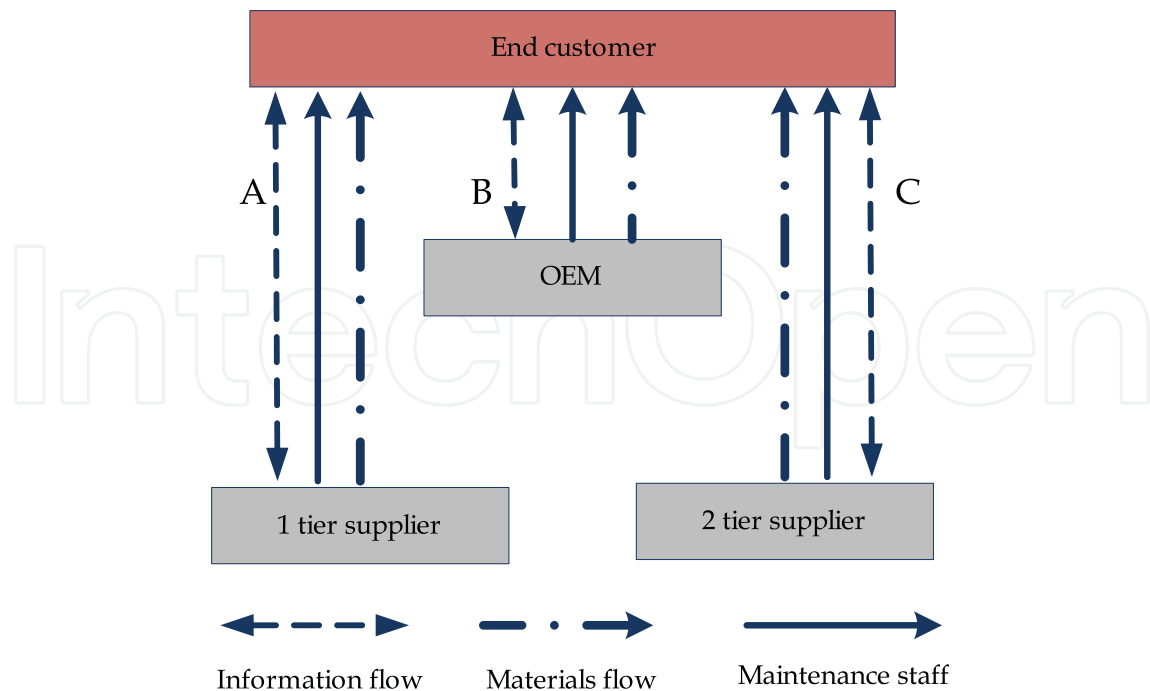 End customer
A
B
C
OEM
IntechOpen
1 tier supplier
2 tier supplier
Information flow
Materials flow
Maintenance staff